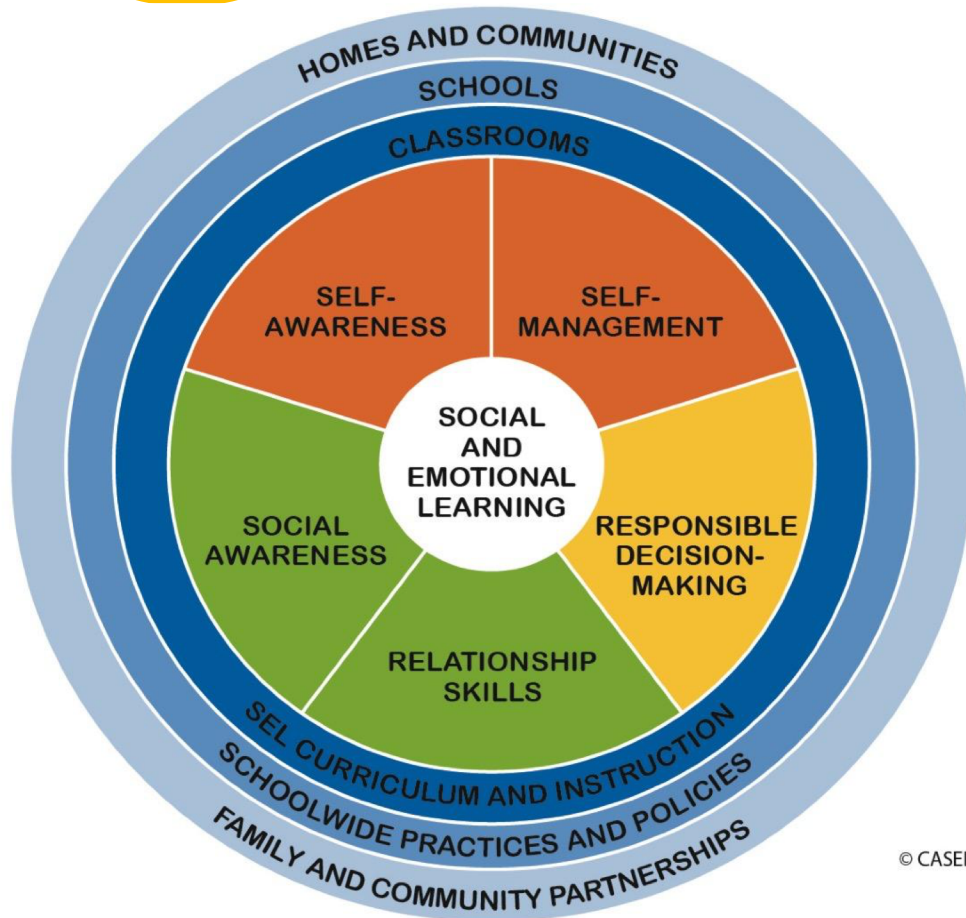 HOMES AND COMMUNITIES
SCHOOLS
CLASSROOMS
SELF-
AWARENESS
SELF-
MANAGEMENT
SOCIAL
AND
EMOTIONAL
LEARNING
SOCIAL
AWARENESS
RESPONSIBLE
DECISION-
MAKING
RELATIONSHIP
SKILLS
SEL CURRICULUM AND INSTRUCTION
SCHOOLWIDE PRACTICES AND POLICIES
FAMILY AND COMMUNITY PARTNERSHIPS
©